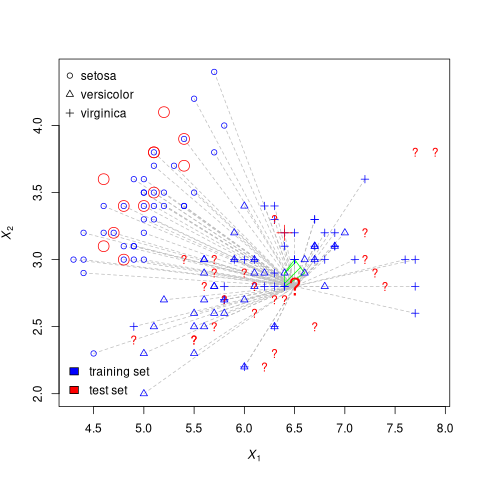 setosa
versicolor
virginica
training set
test set
X2
4.0
3.5
3.0
2.5
2.0
4.5 5.0 5.5 6.0 6.5 7.0 7.5 8.0
X1
? ?
?
?
? ? ? ?
? ? ? ? ?
? ? ? ?
? ?
? ? ?
? ?